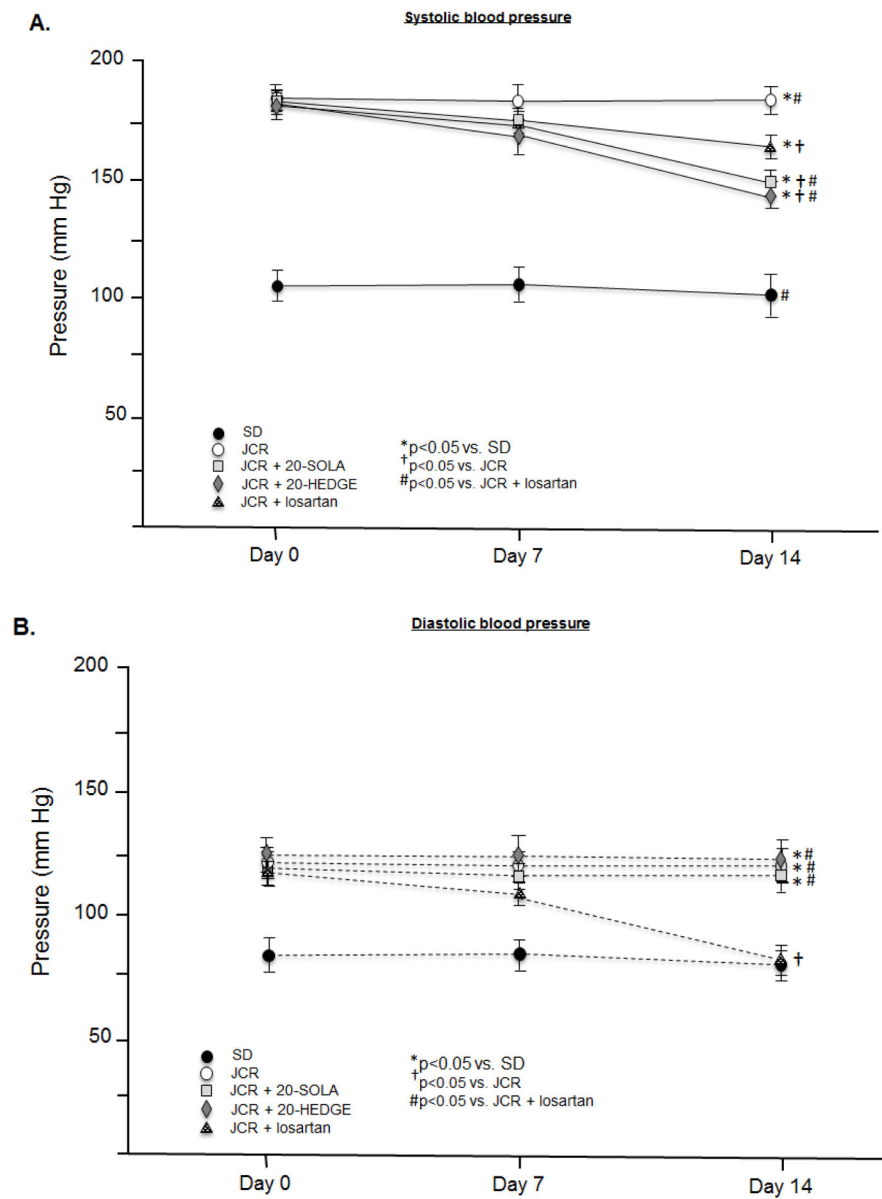 A.
Systolic blood pressure
200
150
100
50
Pressure (mm Hg)
*#
*†
*†#
*†#
#
SD
JCR
JCR + 20-SOLA
JCR + 20-HEDGE
JCR + losartan
*p<0.05 vs. SD
†p<0.05 vs. JCR
#p<0.05 vs. JCR + losartan
Day 0 Day 7 Day 14
B.
Diastolic blood pressure
200
150
100
50
Pressure (mm Hg)
*#
*#
*#
†
SD
JCR
JCR + 20-SOLA
JCR + 20-HEDGE
JCR + losartan
*p<0.05 vs. SD
†p<0.05 vs. JCR
#p<0.05 vs. JCR + losartan
Day 0 Day 7 Day 14